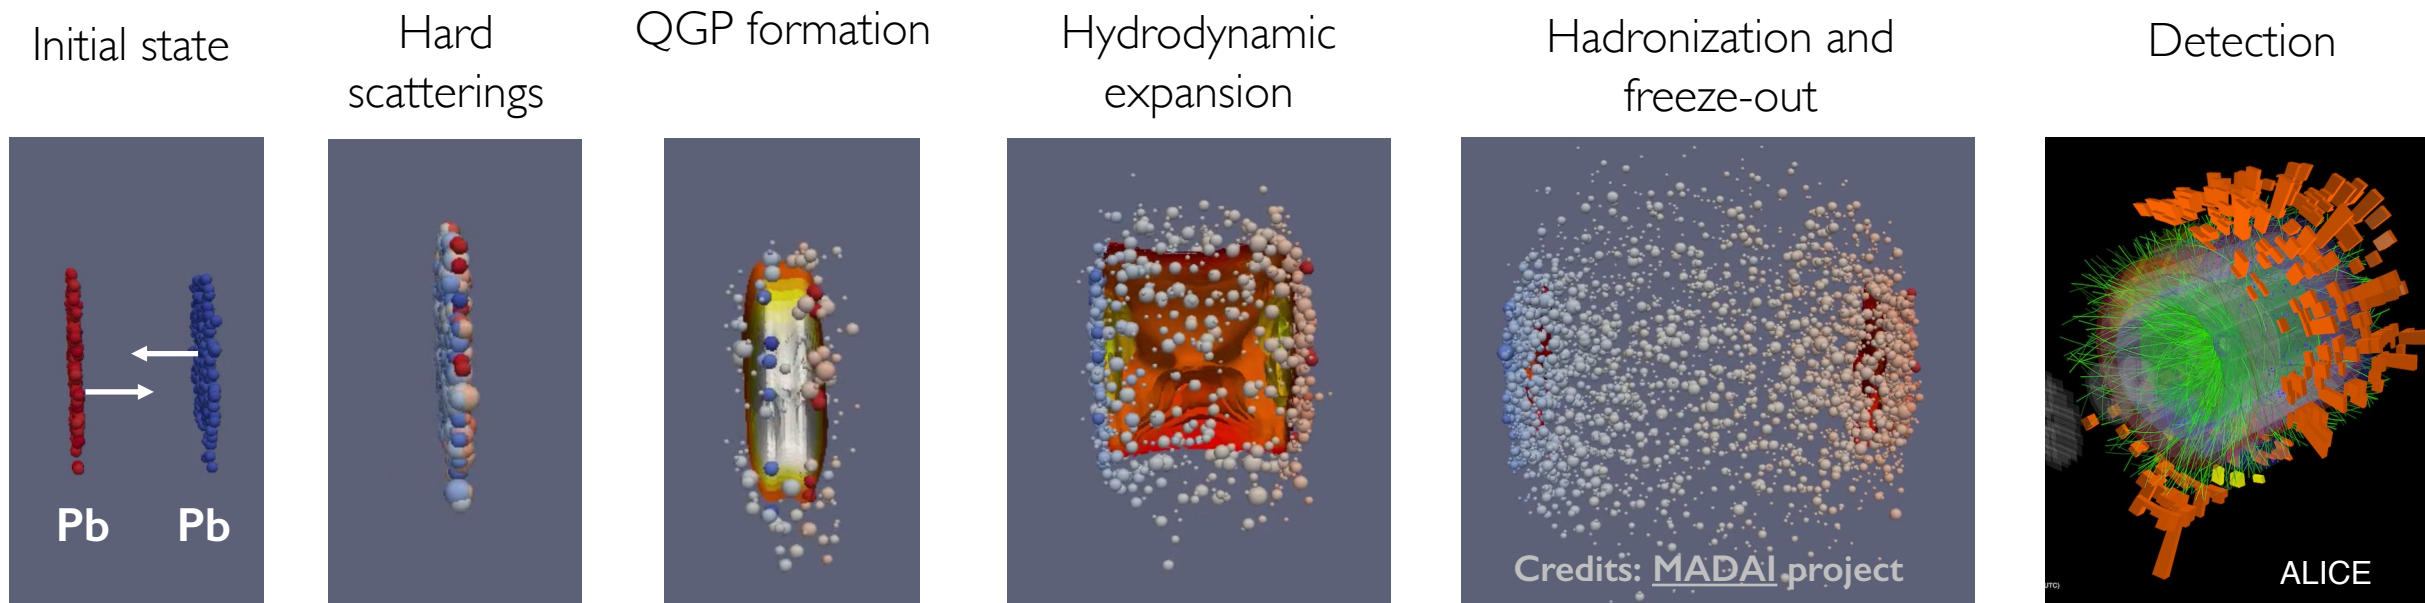 Initial state
Hard
scatterings
QGP formation
Hydrodynamic
expansion
Hadronization and
freeze-out
Detection
Pb
Pb
Credits: MADAI project
UTC)
ALICE